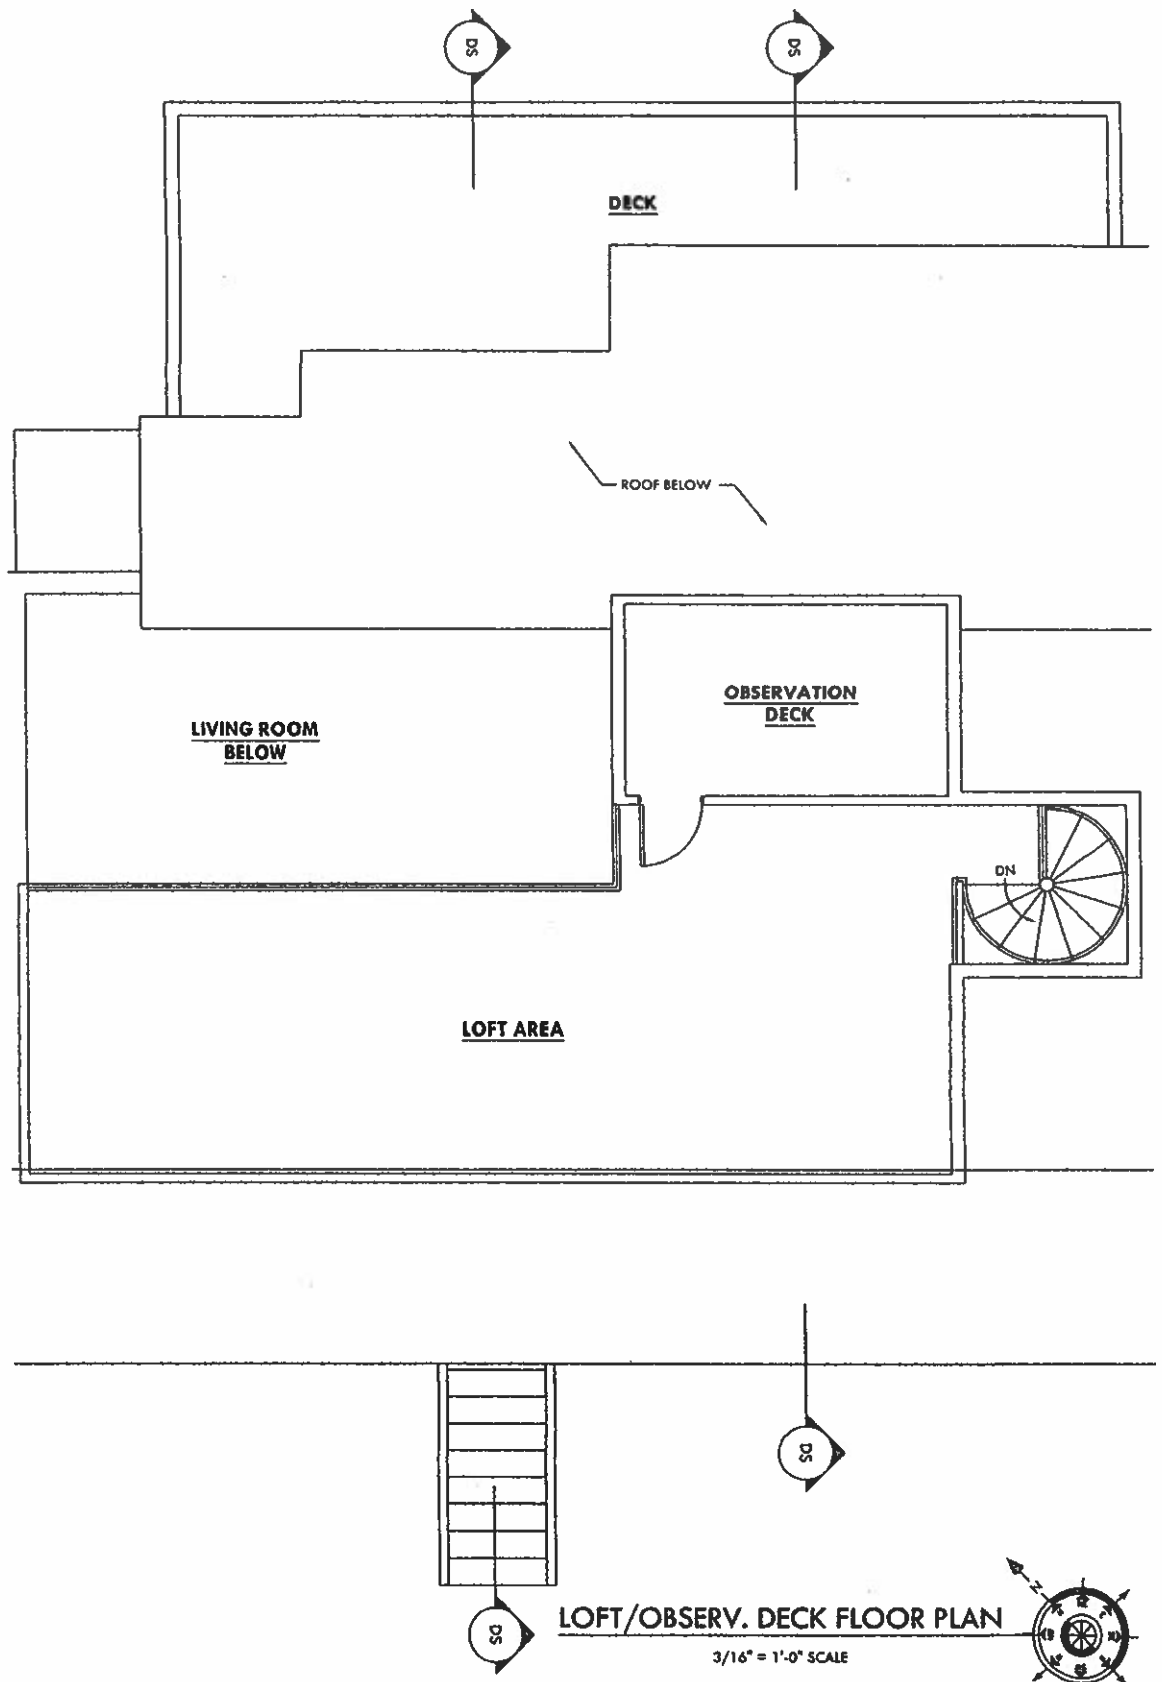 DS
DS
DECK
ROOF BELOW
OBSERVATION
DECK
LIVING ROOM
BELOW
DN
LOFT AREA
DS
DS
LOFT/OBSERV. DECK FLOOR PLAN
3/16" = 1'-0" SCALE
N